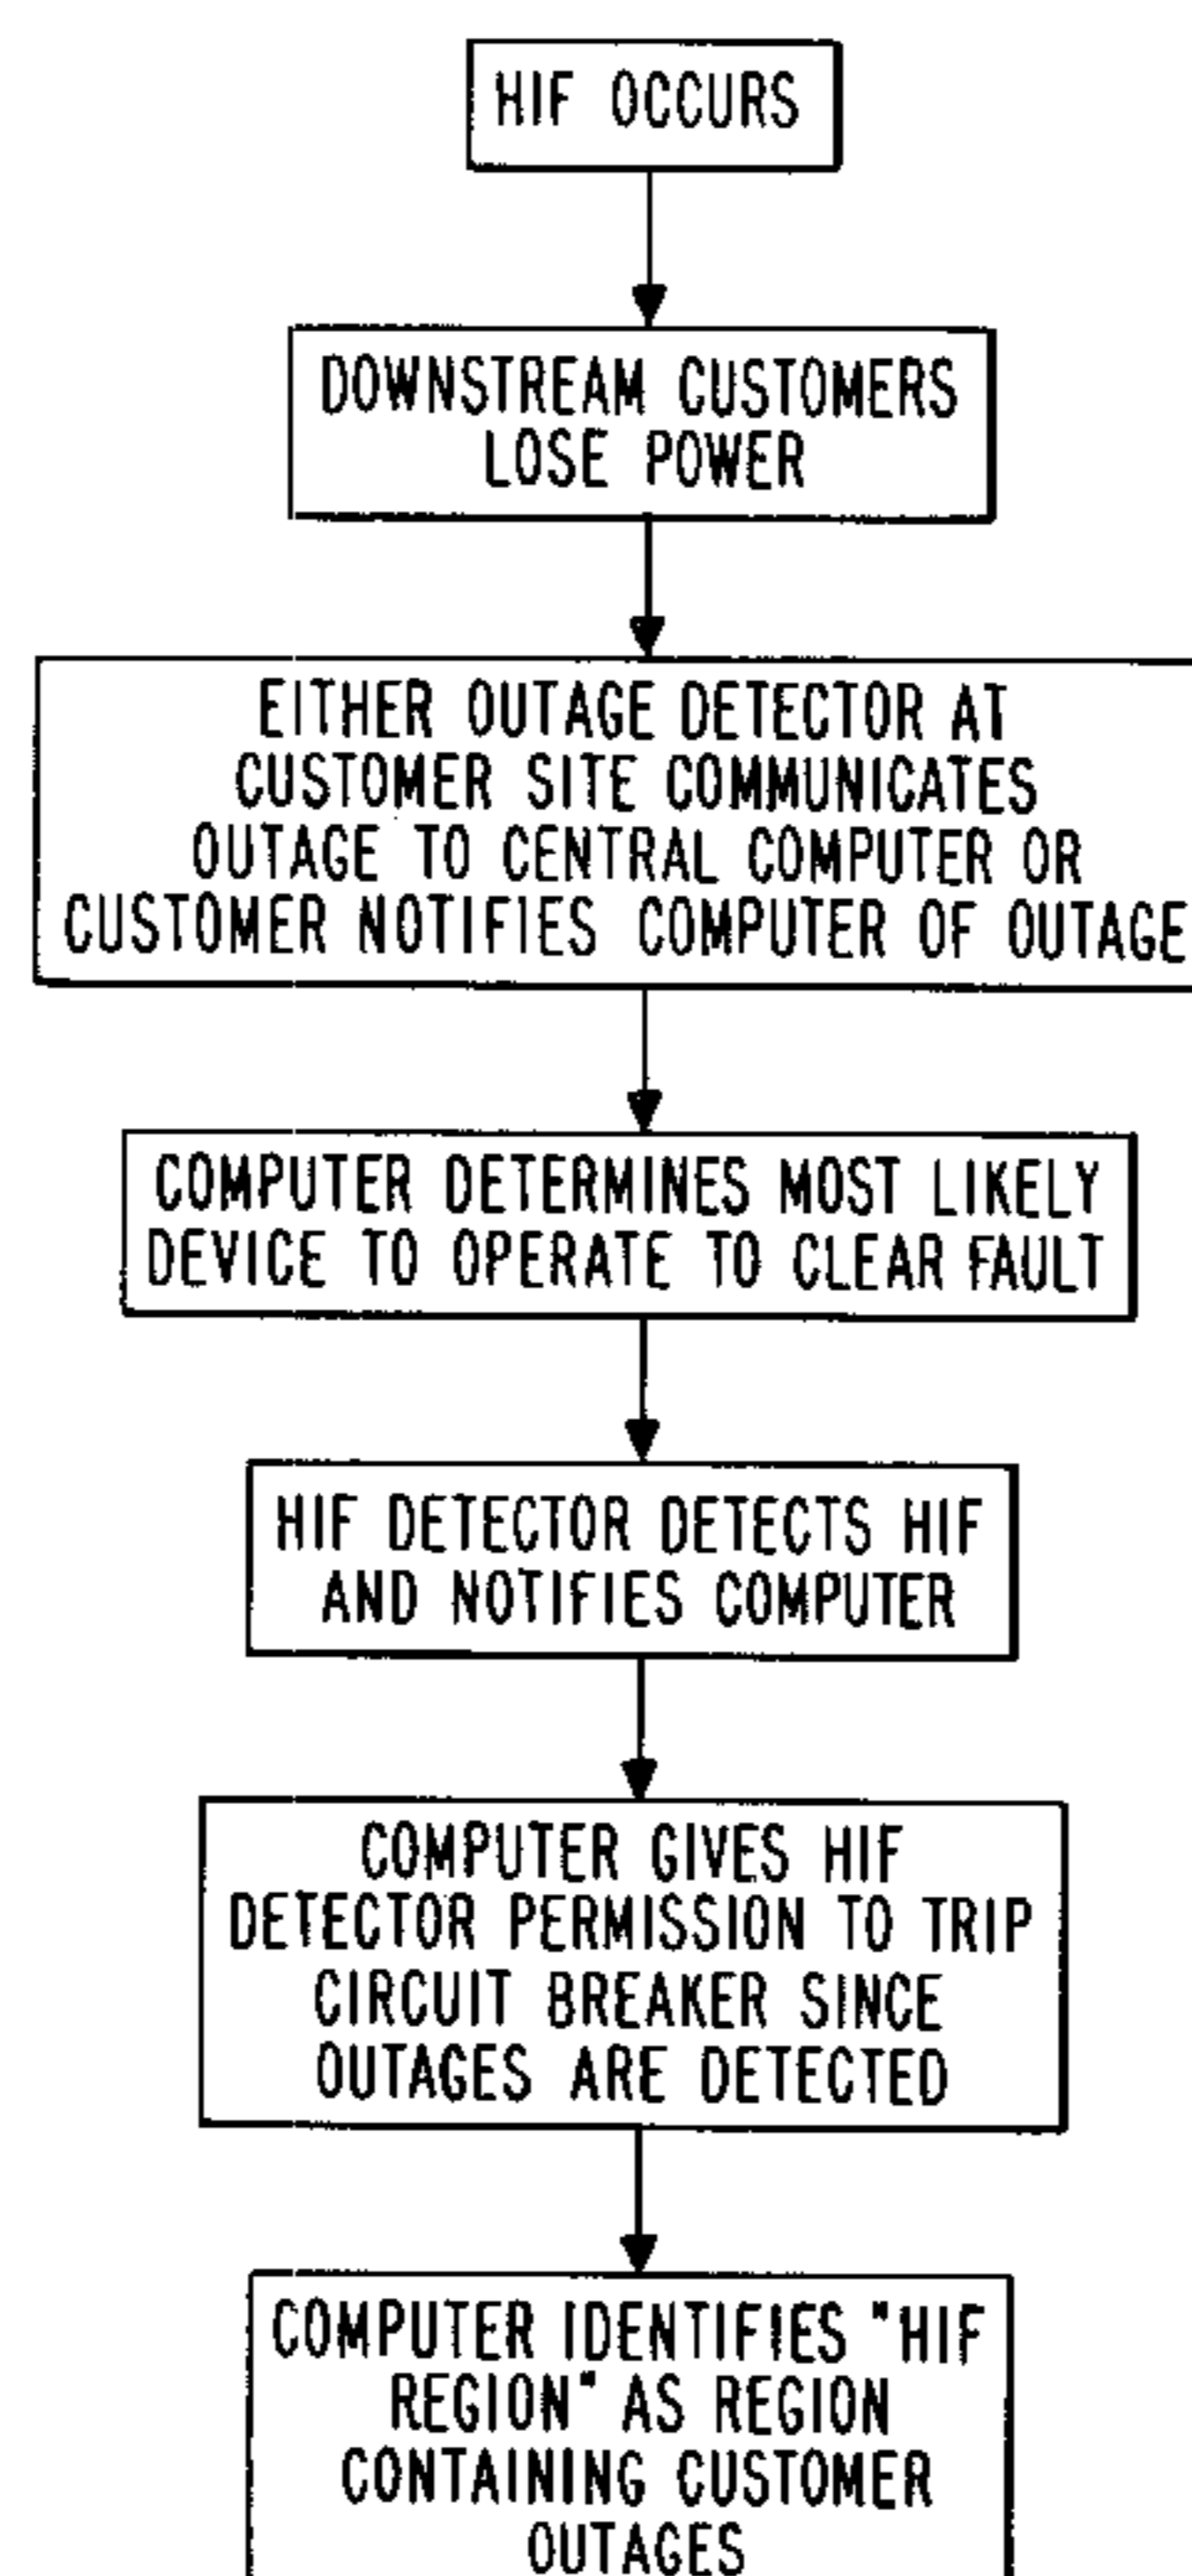 HIF OCCURS
DOWNSTREAM CUSTOMERS
LOSE POWER
EITHER OUTAGE DETECTOR AT
CUSTOMER SITE COMMUNICATES
OUTAGE TO CENTRAL COMPUTER OR
CUSTOMER NOTIFIES COMPUTER OF OUTAGE
COMPUTER DETERMINES MOST LIKELY
DEVICE TO OPERATE TO CLEAR FAULT
HIF DETECTOR DETECTS HIF
AND NOTIFIES COMPUTER
COMPUTER GIVES HIF
DETECTOR PERMISSION TO TRIP
CIRCUIT BREAKER SINCE
OUTAGES ARE DETECTED
COMPUTER IDENTIFIES "HIF
REGION" AS REGION
CONTAINING CUSTOMER
OUTAGES